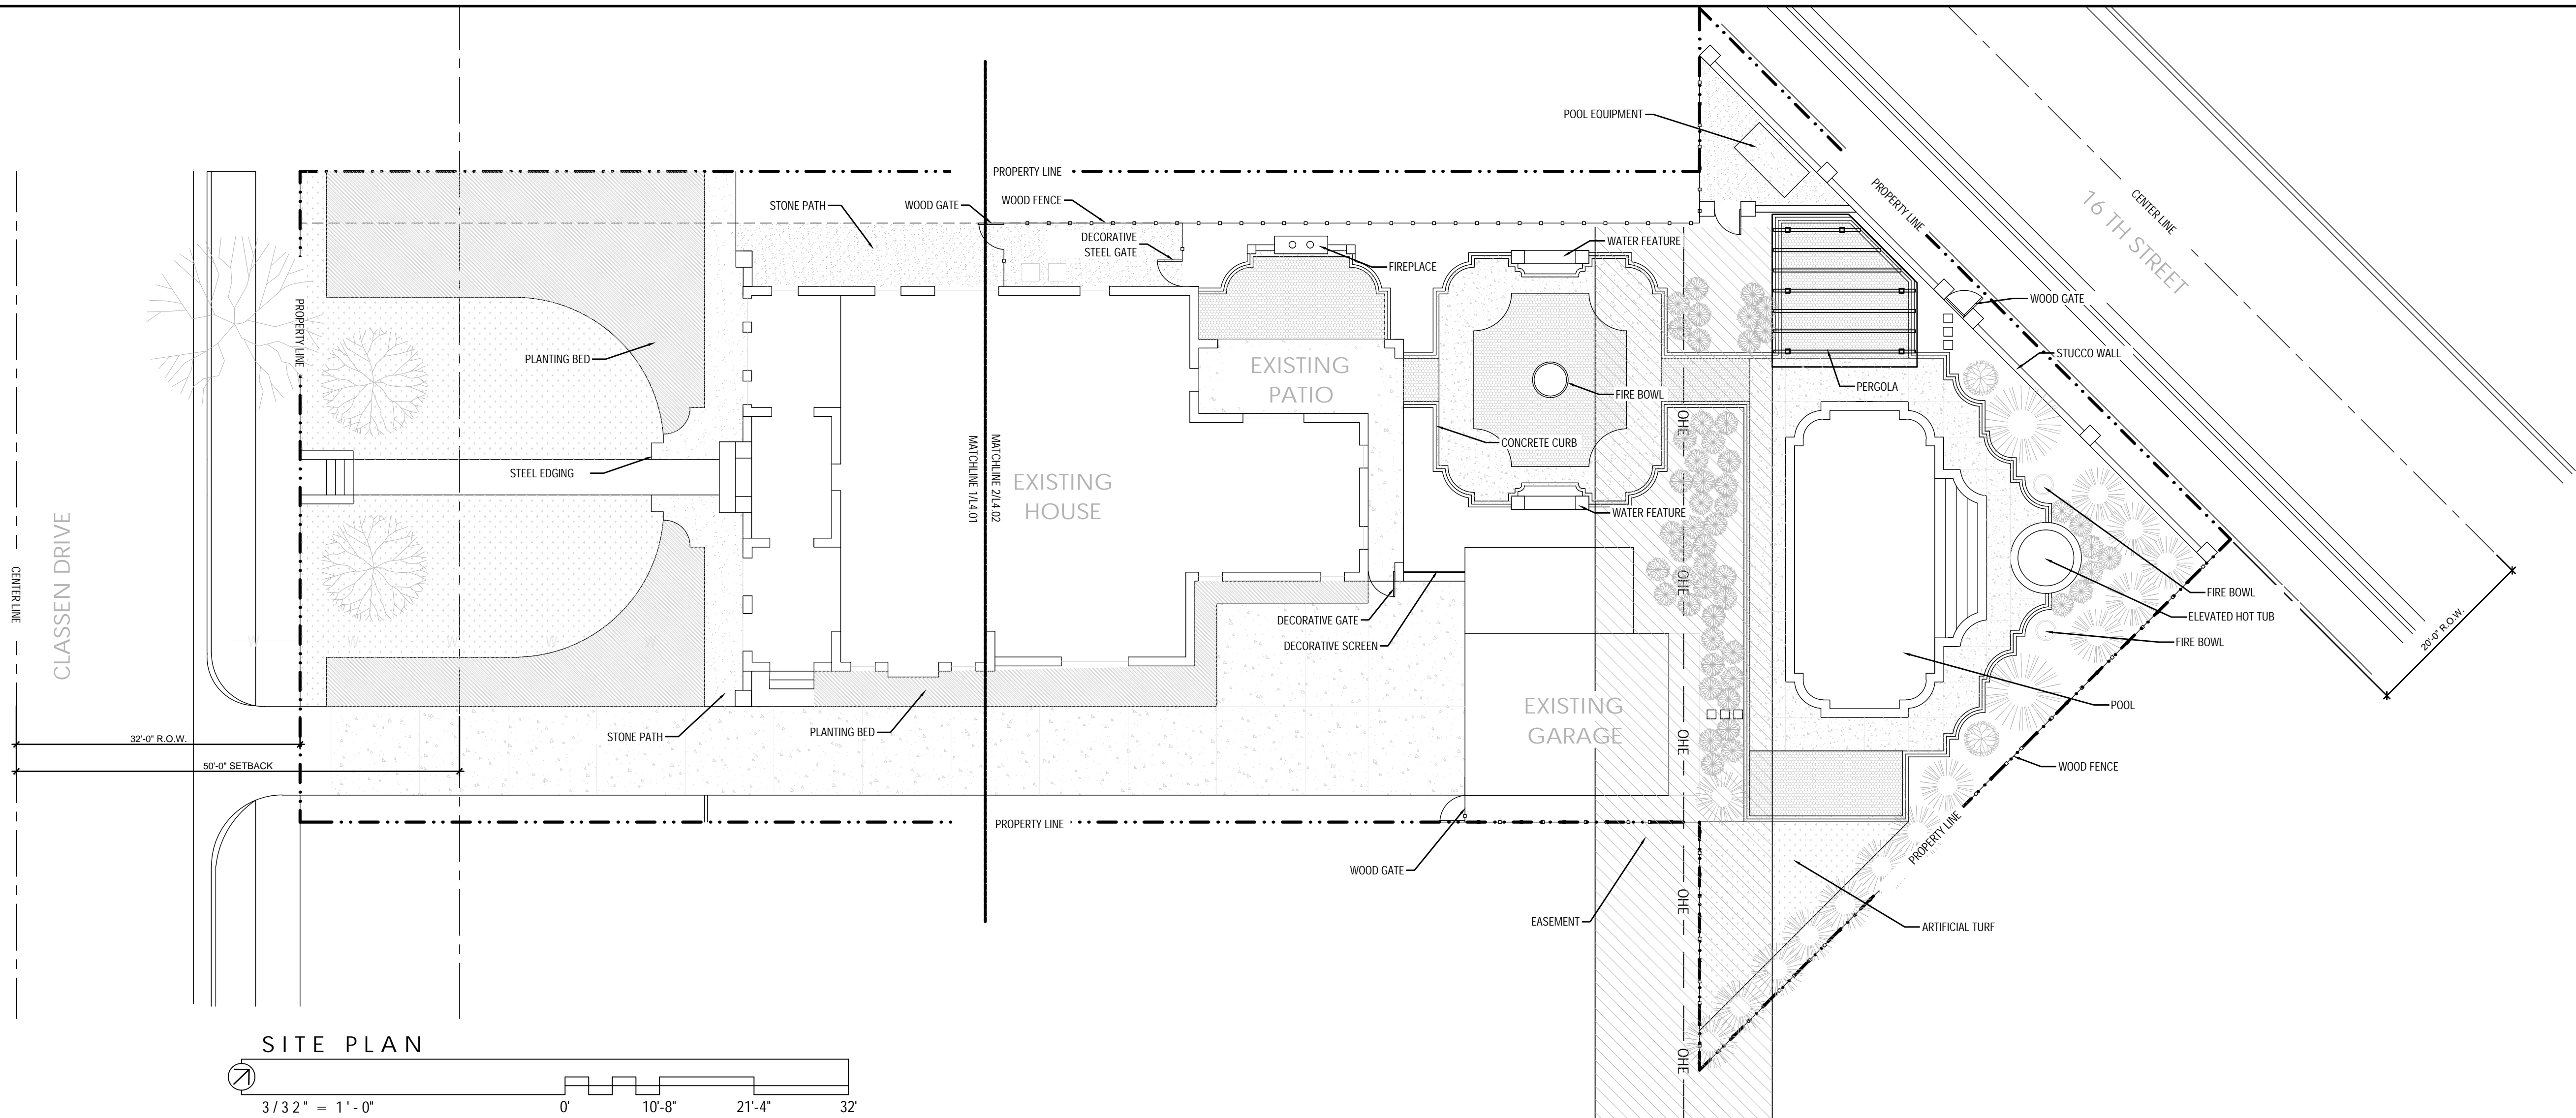 POOL EQUIPMENT
PROPERTY LINE
PROPERTY LINE
CENTER LINE
16 TH STREET
STONE PATH
WOOD GATE
WOOD FENCE
DECORATIVE
STEEL GATE
WATER FEATURE
FIREPLACE
WOOD GATE
PROPERTY LINE
PLANTING BED
EXISTING
PATIO
STUCCO WALL
PERGOLA
FIRE BOWL
OHE
CONCRETE CURB
STEEL EDGING
MATCHLINE 1/L4.01
MATCHLINE 2/L4.02
EXISTING
HOUSE
WATER FEATURE
CLASSEN DRIVE
CENTER LINE
OHE
FIRE BOWL
ELEVATED HOT TUB
FIRE BOWL
20'-0" R.O.W.
W
W
W
W
W
DECORATIVE GATE
DECORATIVE SCREEN
POOL
EXISTING
GARAGE
STONE PATH
PLANTING BED
OHE
32'-0" R.O.W.
50'-0" SETBACK
WOOD FENCE
PROPERTY LINE
PROPERTY LINE
WOOD GATE
OHE
EASEMENT
ARTIFICIAL TURF
OHE
SITE PLAN
3/32" = 1'-0"
0'
10'-8"
21'-4"
32'